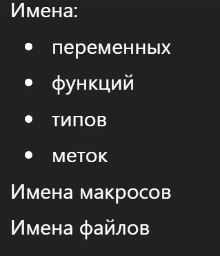 Имена:
• переменных
• функций
• типов
• меток
Имена макросов
Имена файлов